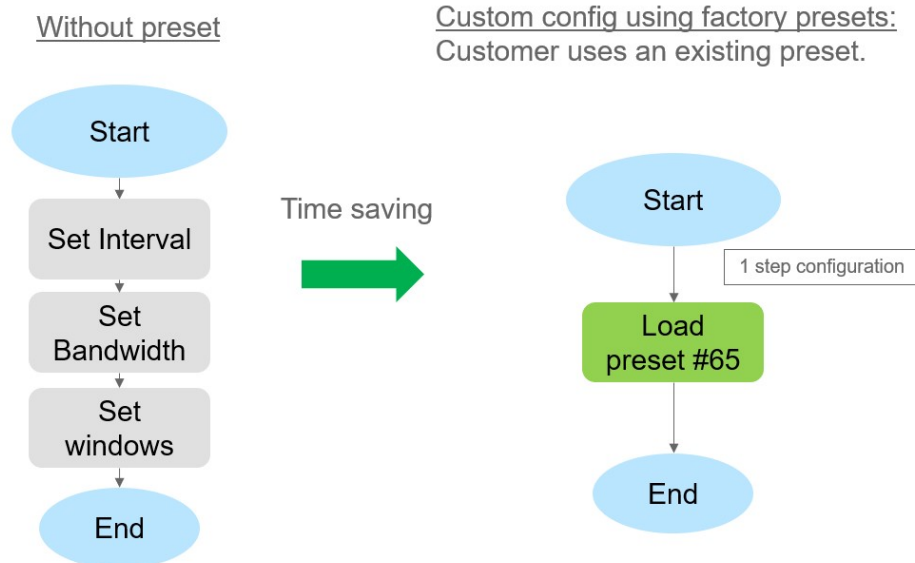 Without preset
Custom config using factory presets:
Customer uses an existing preset.
Start
Set Interval
Set
Bandwidth
Set
windows
End
Time saving
Start
1 step configuration
Load
preset #65
End